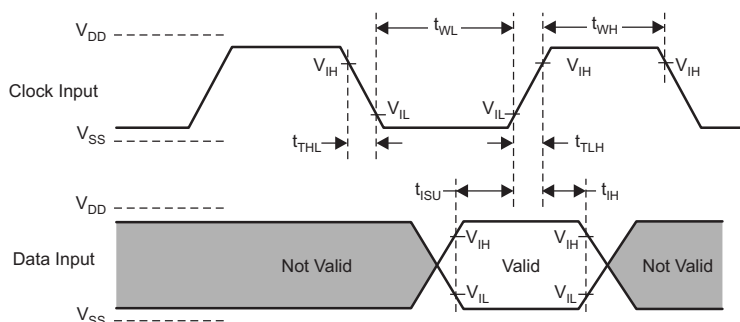 t_WL t_WH
V_DD
V_IH V_IH V_IH
Clock Input
V_IL V_IL
V_SS
t_THL t_TLH
t_ISU t_IH
V_DD
V_IH V_IH
Data Input Not Valid Valid Not Valid
V_IL V_IL
V_SS